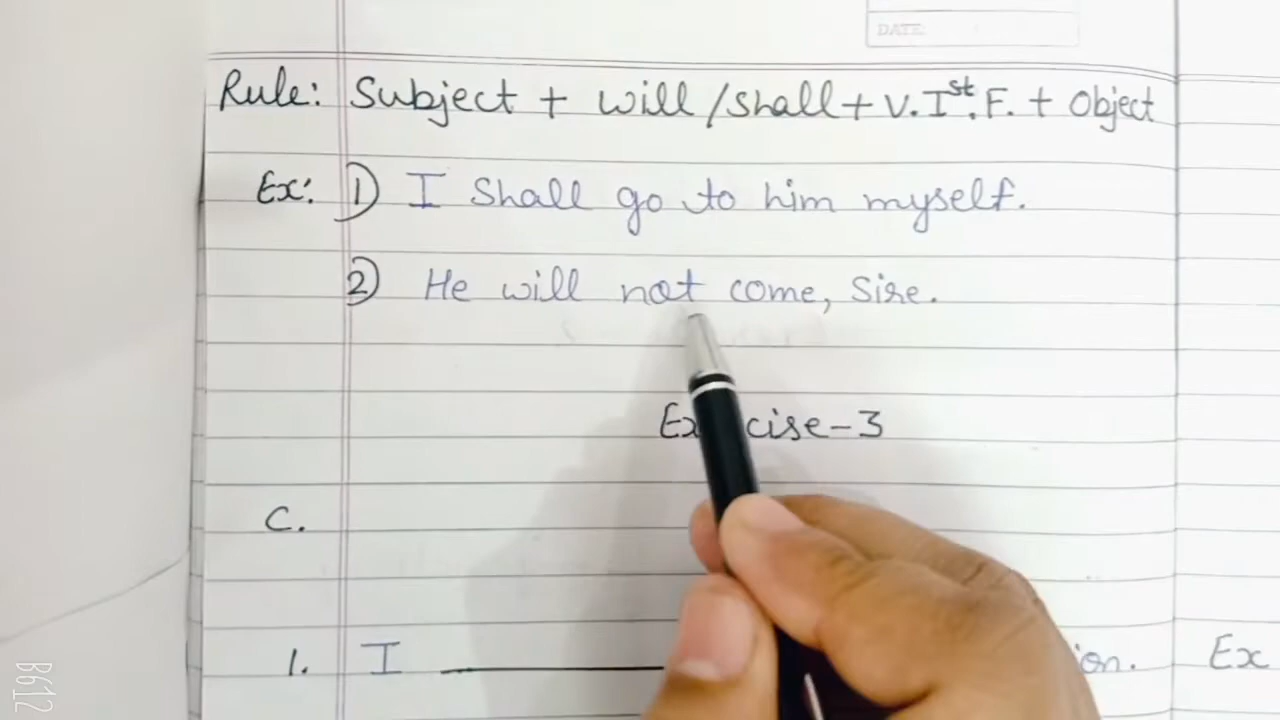 DATE:
Rule: Subject + will/shall + V.Ist.F. + Object
Ex: 1) I Shall go to him myself.
2) He will not come, Sire.
C.
1. I
Ex
B612